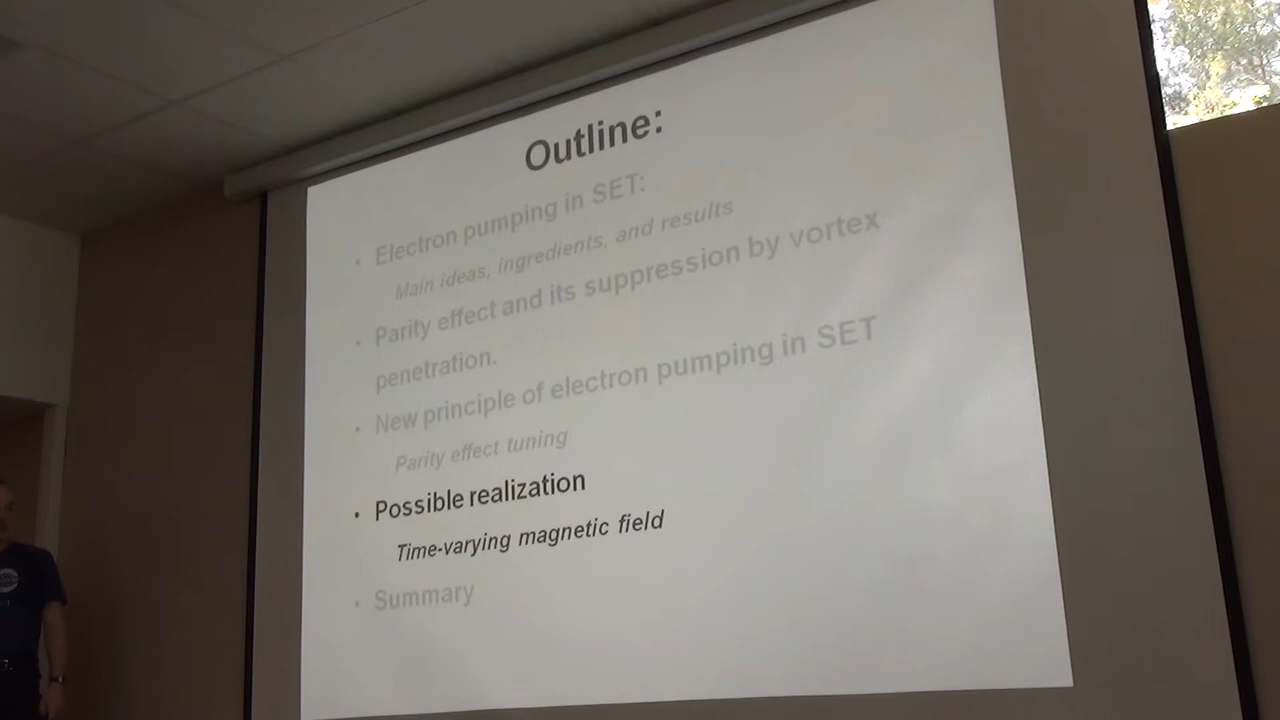 Outline:
• Electron pumping in SET:
Main ideas, ingredients, and results
• Parity effect and its suppression by vortex
penetration.
• New principle of electron pumping in SET
Parity effect tuning
• Possible realization
Time-varying magnetic field
• Summary